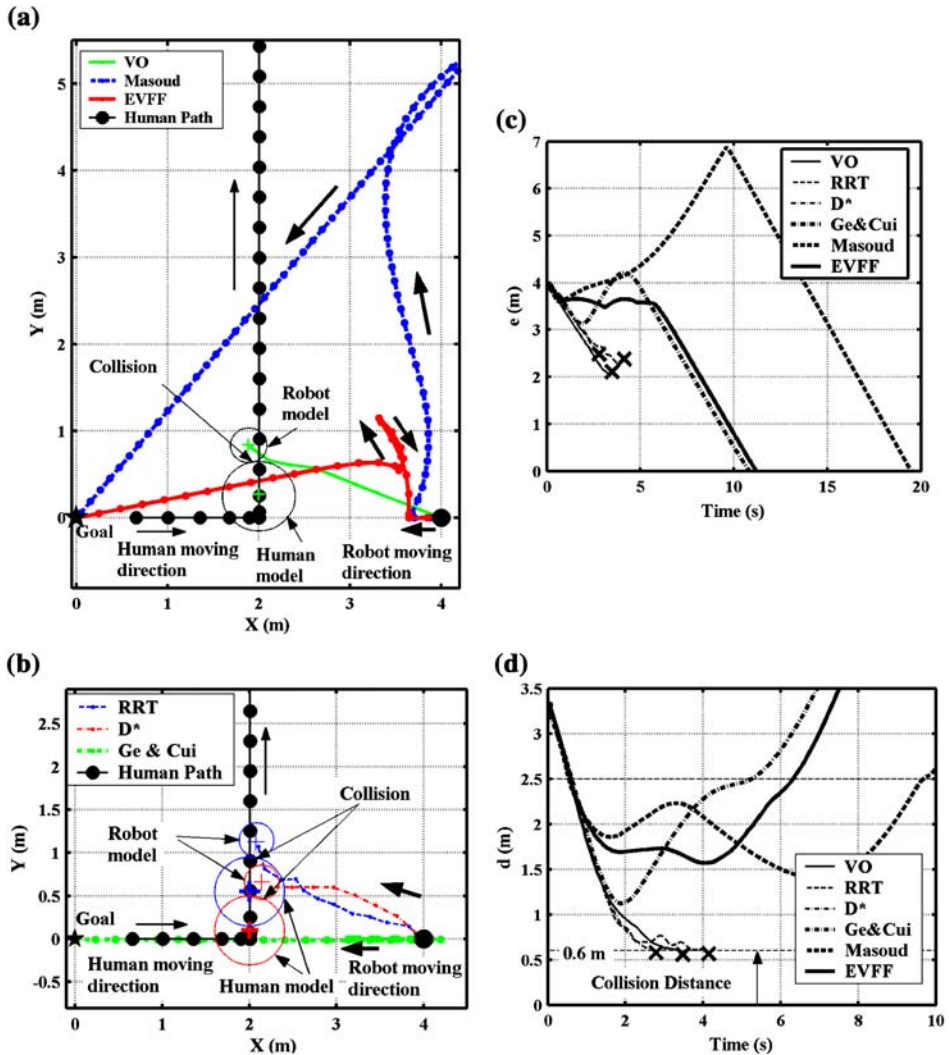 (a)
VO
Masoud
EVFF
Human Path
5
4
3
2
1
0
Y (m)
Collision
Robot
model
Goal
Human moving
direction
Human
model
Robot moving
direction
0
1
2
3
4
X (m)
(b)
RRT
D*
Ge & Cui
Human Path
2.5
2
1.5
1
0.5
0
-0.5
Y (m)
Collision
Robot
model
Goal
Human moving
direction
Human model
Robot moving
direction
0
1
2
3
4
X (m)
(c)
VO
RRT
D*
Ge&Cui
Masoud
EVFF
7
6
5
4
3
2
1
0
e (m)
0
5
10
15
20
Time (s)
(d)
3.5
3
2.5
2
1.5
1
0.5
0
d (m)
0.6 m
Collision Distance
VO
RRT
D*
Ge&Cui
Masoud
EVFF
0
2
4
6
8
10
Time (s)